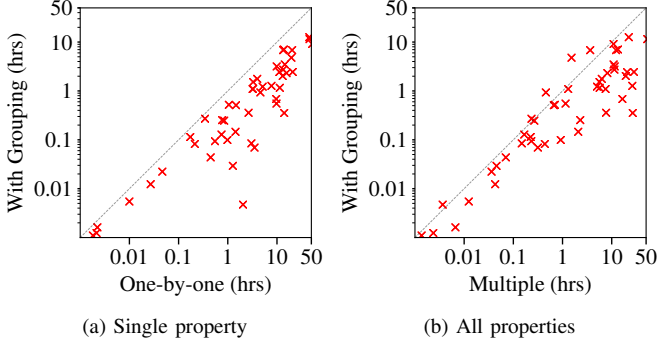 50
10
1
0.1
0.01
With Grouping (hrs)
0.01 0.1 1 10 50
One-by-one (hrs)
(a) Single property
50
10
1
0.1
0.01
With Grouping (hrs)
0.01 0.1 1 10 50
Multiple (hrs)
(b) All properties